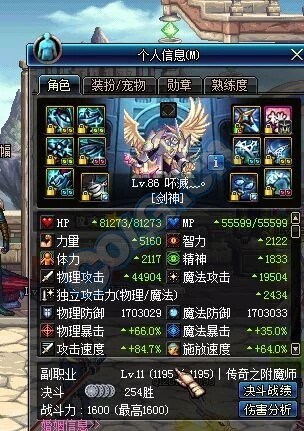 个人信息(M)
角色 装扮/宠物 勋章 熟练度
Lv.86
[剑神]
HP 81273/81273 MP 55599/55599
力量 5160 智力 2122
体力 2117 精神 1833
物理攻击 44904 魔法攻击 19504
独立攻击力(物理/魔法) 2434
物理防御 1703029 魔法防御 1703033
物理暴击 +66.0% 魔法暴击 +35.0%
攻击速度 +84.7% 施放速度 +64.0%
副职业 Lv.11 (1195 1195) 传奇之附魔师
决斗 254胜 决斗战绩
战斗力:1600 (最高1600) 伤害分析
婚姻信息>>